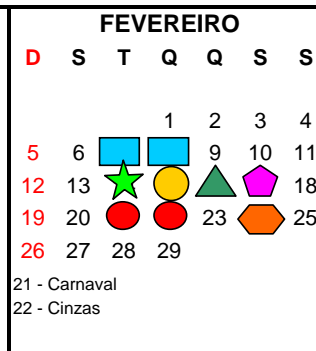 FEVEREIRO
D S T Q Q S S
1 2 3 4
5 6 9 10 11
12 13 18
19 20 23 25
26 27 28 29
21 - Carnaval
22 - Cinzas